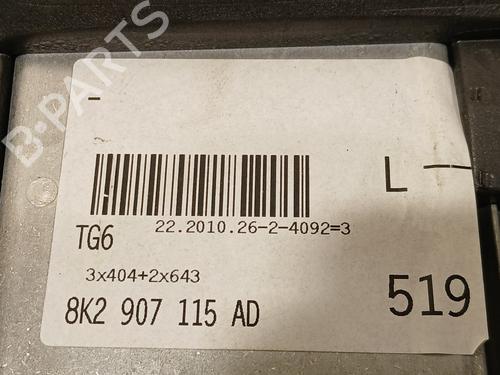 -
L --
TG6
22.2010.26-2-4092=3
3x404+2x643
8K2 907 115 AD
519
B-PARTS